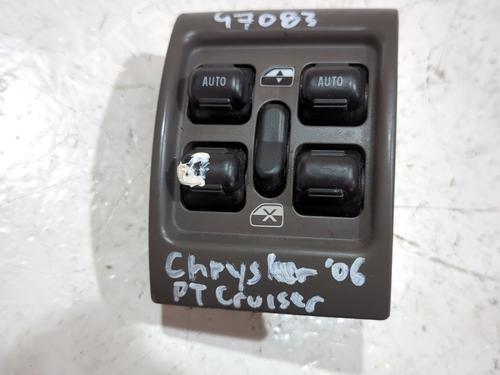 47083
AUTO AUTO
Chrysler '06
PT Cruiser